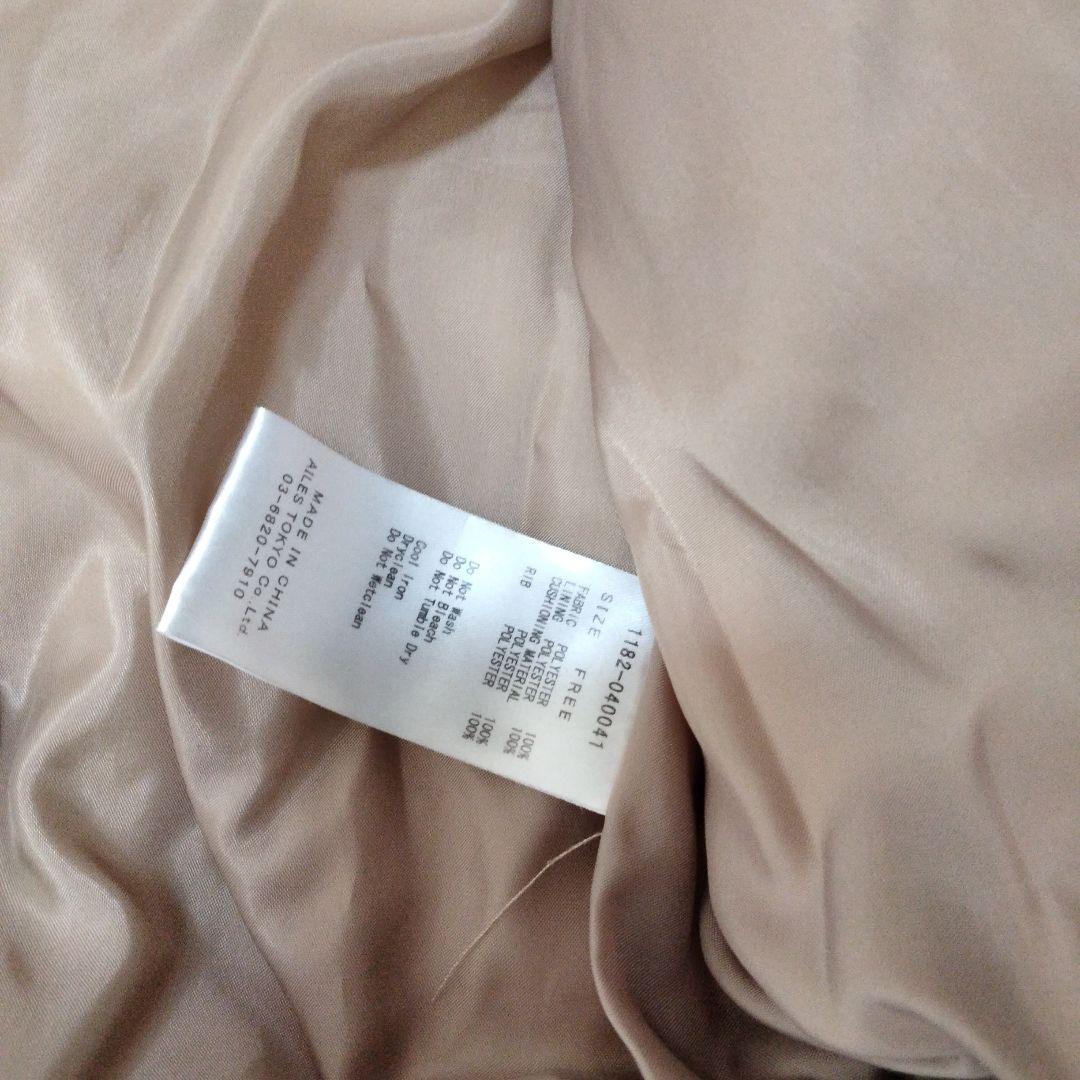 1182-040041
SIZE FREE
FABRIC POLYESTER 100%
LINING POLYESTER 100%
CUSHIONING MATERIAL
POLYESTER 100%
RIB POLYESTER 100%
Do Not Wash
Do Not Bleach
Do Not Tumble Dry
Cool Iron
Dryclean
Do Not Wetclean
MADE IN CHINA
AILES TOKYO Co.Ltd.
03-6820-7910